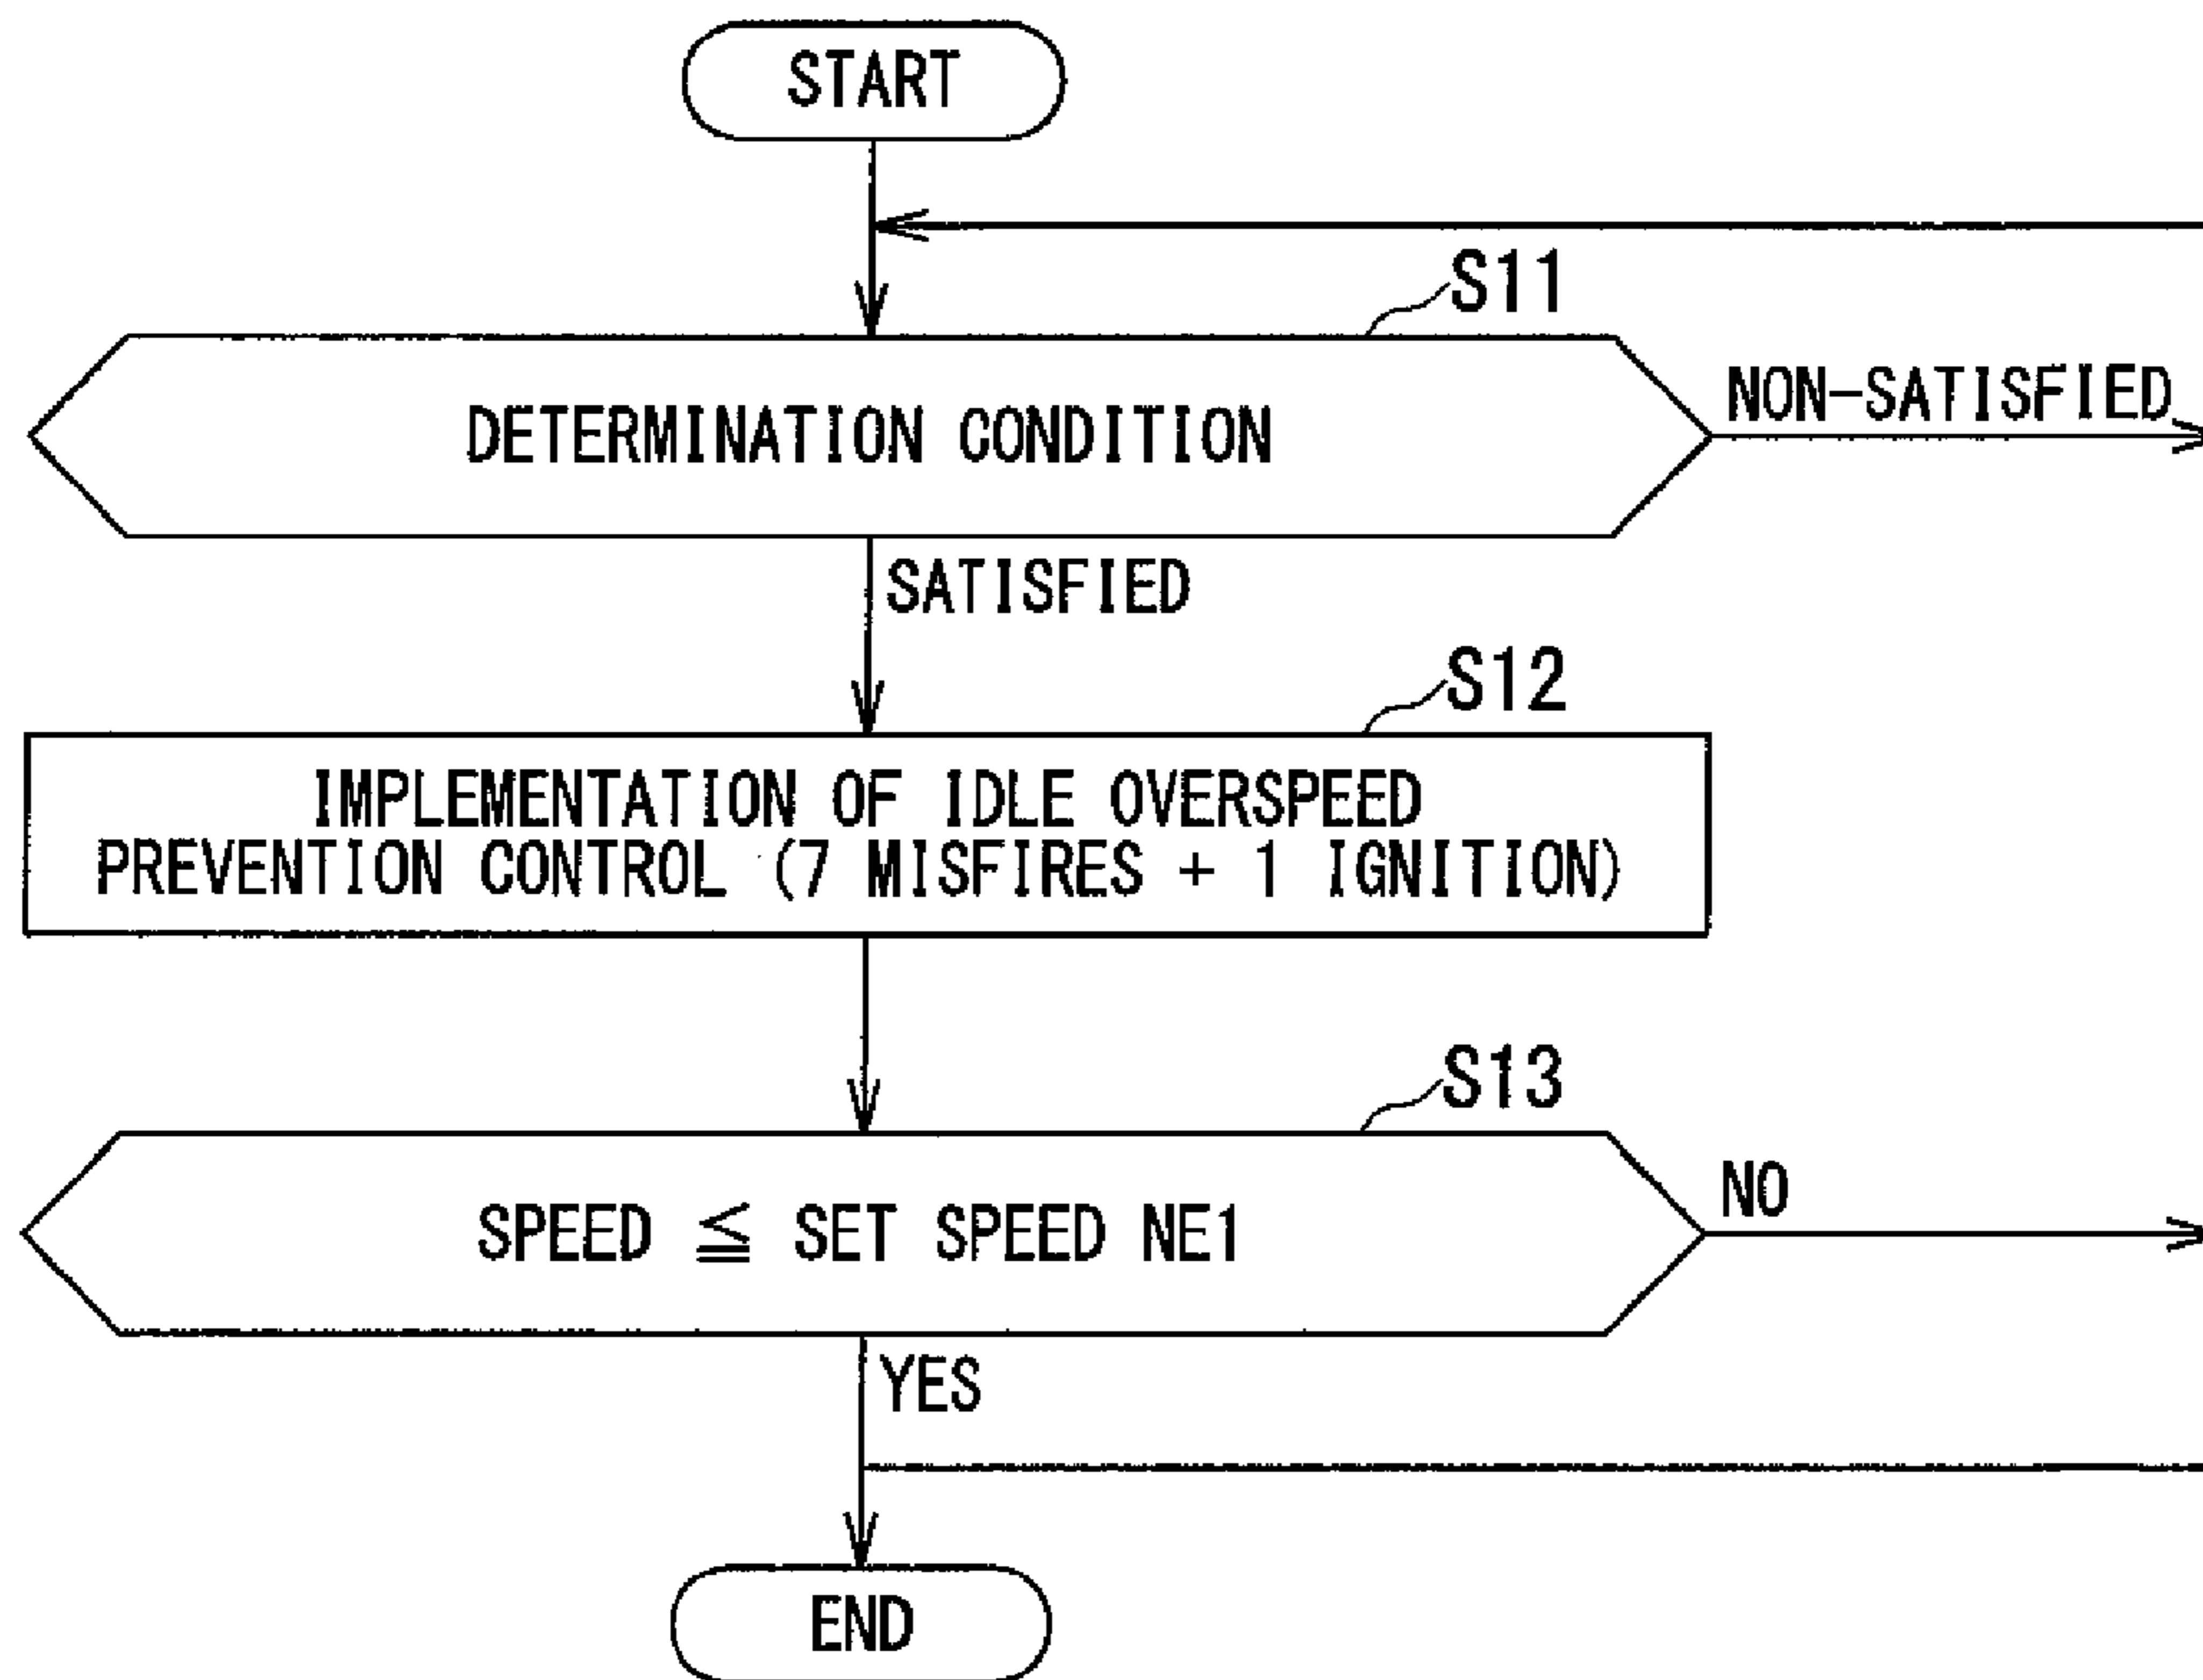 START
S11
DETERMINATION CONDITION
NON-SATISFIED
SATISFIED
S12
IMPLEMENTATION OF IDLE OVERSPEED
PREVENTION CONTROL (7 MISFIRES + 1 IGNITION)
S13
SPEED ≦ SET SPEED NE1
NO
YES
END